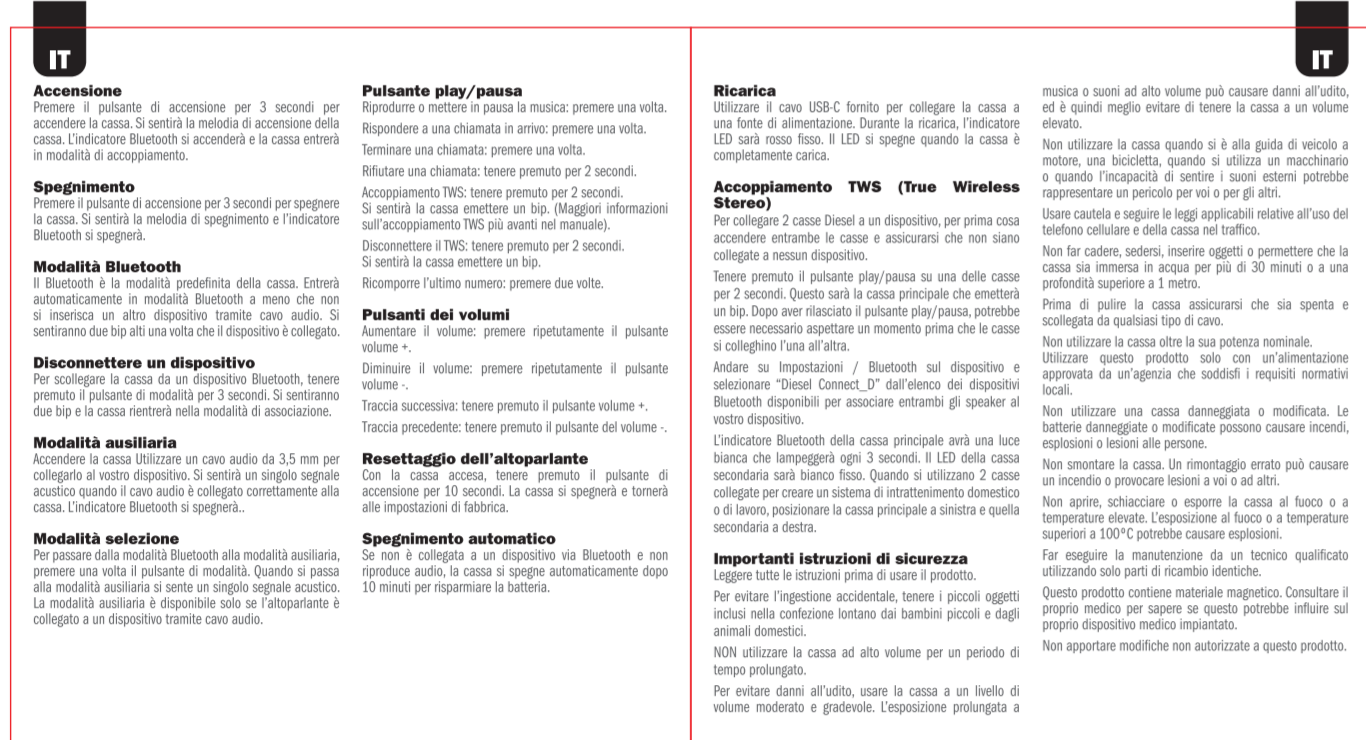 IT
Accensione
Premere il pulsante di accensione per 3 secondi per
accendere la cassa. Si sentirà la melodia di accensione della
cassa. L'indicatore Bluetooth si accenderà e la cassa entrerà
in modalità di accoppiamento.
Spegnimento
Premere il pulsante di accensione per 3 secondi per spegnere
la cassa. Si sentirà la melodia di spegnimento e l'indicatore
Bluetooth si spegnerà.
Modalità Bluetooth
Il Bluetooth è la modalità predefinita della cassa. Entrerà
automaticamente in modalità Bluetooth a meno che non
si inserisca un altro dispositivo tramite cavo audio. Si
sentiranno due bip alti una volta che il dispositivo è collegato.
Disconnettere un dispositivo
Per scollegare la cassa da un dispositivo Bluetooth, tenere
premuto il pulsante di modalità per 3 secondi. Si sentiranno
due bip e la cassa rientrerà nella modalità di associazione.
Modalità ausiliaria
Accendere la cassa Utilizzare un cavo audio da 3,5 mm per
collegarlo al vostro dispositivo. Si sentirà un singolo segnale
acustico quando il cavo audio è collegato correttamente alla
cassa. L'indicatore Bluetooth si spegnerà..
Modalità selezione
Per passare dalla modalità Bluetooth alla modalità ausiliaria,
premere una volta il pulsante di modalità. Quando si passa
alla modalità ausiliaria si sente un singolo segnale acustico.
La modalità ausiliaria è disponibile solo se l'altoparlante è
collegato a un dispositivo tramite cavo audio.
Pulsante play/pausa
Riprodurre o mettere in pausa la musica: premere una volta.
Rispondere a una chiamata in arrivo: premere una volta.
Terminare una chiamata: premere una volta.
Rifiutare una chiamata: tenere premuto per 2 secondi.
Accoppiamento TWS: tenere premuto per 2 secondi.
Si sentirà la cassa emettere un bip. (Maggiori informazioni
sull'accoppiamento TWS più avanti nel manuale).
Disconnettere il TWS: tenere premuto per 2 secondi.
Si sentirà la cassa emettere un bip.
Ricomporre l'ultimo numero: premere due volte.
Pulsanti dei volumi
Aumentare il volume: premere ripetutamente il pulsante
volume +.
Diminuire il volume: premere ripetutamente il pulsante
volume -.
Traccia successiva: tenere premuto il pulsante volume +.
Traccia precedente: tenere premuto il pulsante del volume -.
Resettaggio dell'altoparlante
Con la cassa accesa, tenere premuto il pulsante di
accensione per 10 secondi. La cassa si spegnerà e tornerà
alle impostazioni di fabbrica.
Spegnimento automatico
Se non è collegata a un dispositivo via Bluetooth e non
riproduce audio, la cassa si spegne automaticamente dopo
10 minuti per risparmiare la batteria.
IT
Ricarica
Utilizzare il cavo USB-C fornito per collegare la cassa a
una fonte di alimentazione. Durante la ricarica, l'indicatore
LED sarà rosso fisso. Il LED si spegne quando la cassa è
completamente carica.
Accoppiamento TWS (True Wireless
Stereo)
Per collegare 2 casse Diesel a un dispositivo, per prima cosa
accendere entrambe le casse e assicurarsi che non siano
collegate a nessun dispositivo.
Tenere premuto il pulsante play/pausa su una delle casse
per 2 secondi. Questo sarà la cassa principale che emetterà
un bip. Dopo aver rilasciato il pulsante play/pausa, potrebbe
essere necessario aspettare un momento prima che le casse
si colleghino l'una all'altra.
Andare su Impostazioni / Bluetooth sul dispositivo e
selezionare “Diesel Connect_D” dall'elenco dei dispositivi
Bluetooth disponibili per associare entrambi gli speaker al
vostro dispositivo.
L'indicatore Bluetooth della cassa principale avrà una luce
bianca che lampeggerà ogni 3 secondi. Il LED della cassa
secondaria sarà bianco fisso. Quando si utilizzano 2 casse
collegate per creare un sistema di intrattenimento domestico
o di lavoro, posizionare la cassa principale a sinistra e quella
secondaria a destra.
Importanti istruzioni di sicurezza
Leggere tutte le istruzioni prima di usare il prodotto.
Per evitare l'ingestione accidentale, tenere i piccoli oggetti
inclusi nella confezione lontano dai bambini piccoli e dagli
animali domestici.
NON utilizzare la cassa ad alto volume per un periodo di
tempo prolungato.
Per evitare danni all'udito, usare la cassa a un livello di
volume moderato e gradevole. L'esposizione prolungata a
musica o suoni ad alto volume può causare danni all'udito,
ed è quindi meglio evitare di tenere la cassa a un volume
elevato.
Non utilizzare la cassa quando si è alla guida di veicolo a
motore, una bicicletta, quando si utilizza un macchinario
o quando l'incapacità di sentire i suoni esterni potrebbe
rappresentare un pericolo per voi o per gli altri.
Usare cautela e seguire le leggi applicabili relative all'uso del
telefono cellulare e della cassa nel traffico.
Non far cadere, sedersi, inserire oggetti o permettere che la
cassa sia immersa in acqua per più di 30 minuti o a una
profondità superiore a 1 metro.
Prima di pulire la cassa assicurarsi che sia spenta e
scollegata da qualsiasi tipo di cavo.
Non utilizzare la cassa oltre la sua potenza nominale.
Utilizzare questo prodotto solo con un'alimentazione
approvata da un'agenzia che soddisfi i requisiti normativi
locali.
Non utilizzare una cassa danneggiata o modificata. Le
batterie danneggiate o modificate possono causare incendi,
esplosioni o lesioni alle persone.
Non smontare la cassa. Un rimontaggio errato può causare
un incendio o provocare lesioni a voi o ad altri.
Non aprire, schiacciare o esporre la cassa al fuoco o a
temperature elevate. L'esposizione al fuoco o a temperature
superiori a 100°C potrebbe causare esplosioni.
Far eseguire la manutenzione da un tecnico qualificato
utilizzando solo parti di ricambio identiche.
Questo prodotto contiene materiale magnetico. Consultare il
proprio medico per sapere se questo potrebbe influire sul
proprio dispositivo medico impiantato.
Non apportare modifiche non autorizzate a questo prodotto.